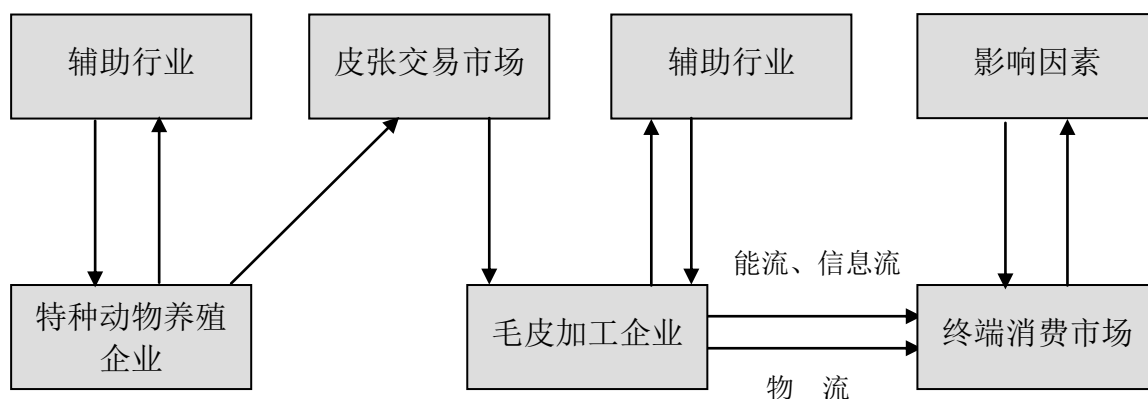 辅助行业
皮张交易市场
辅助行业
影响因素
能流、信息流
特种动物养殖
企业
毛皮加工企业
终端消费市场
物 流